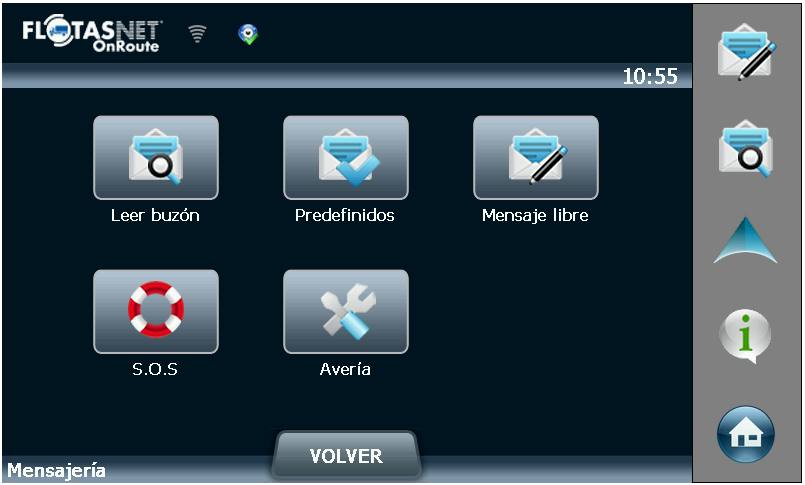 FLOTASNET
OnRoute
10:55
Leer buzón
Predefinidos
Mensaje libre
S.O.S
Avería
VOLVER
Mensajería